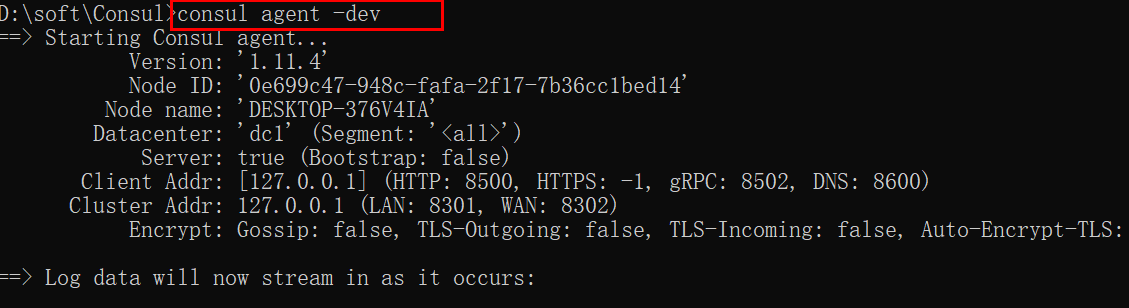 D:\soft\Consul>consul agent -dev
==> Starting Consul agent...
Version: '1.11.4'
Node ID: '0e699c47-948c-fafa-2f17-7b36cc1bed14'
Node name: 'DESKTOP-376V4IA'
Datacenter: 'dc1' (Segment: '<all>')
Server: true (Bootstrap: false)
Client Addr: [127.0.0.1] (HTTP: 8500, HTTPS: -1, gRPC: 8502, DNS: 8600)
Cluster Addr: 127.0.0.1 (LAN: 8301, WAN: 8302)
Encrypt: Gossip: false, TLS-Outgoing: false, TLS-Incoming: false, Auto-Encrypt-TLS:
==> Log data will now stream in as it occurs: